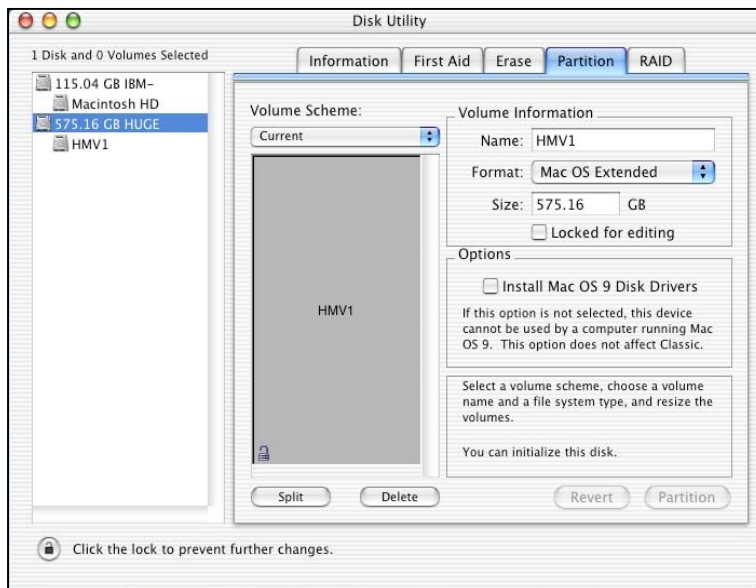 Disk Utility
1 Disk and 0 Volumes Selected
115.04 GB IBM-
Macintosh HD
575.16 GB HUGE
HMV1
Information
First Aid
Erase
Partition
RAID
Volume Scheme:
Current
HMV1
Split
Delete
Volume Information
Name: HMV1
Format: Mac OS Extended
Size: 575.16 GB
Locked for editing
Options
Install Mac OS 9 Disk Drivers
If this option is not selected, this device
cannot be used by a computer running Mac
OS 9. This option does not affect Classic.
Select a volume scheme, choose a volume
name and a file system type, and resize the
volumes.
You can initialize this disk.
Revert
Partition
Click the lock to prevent further changes.